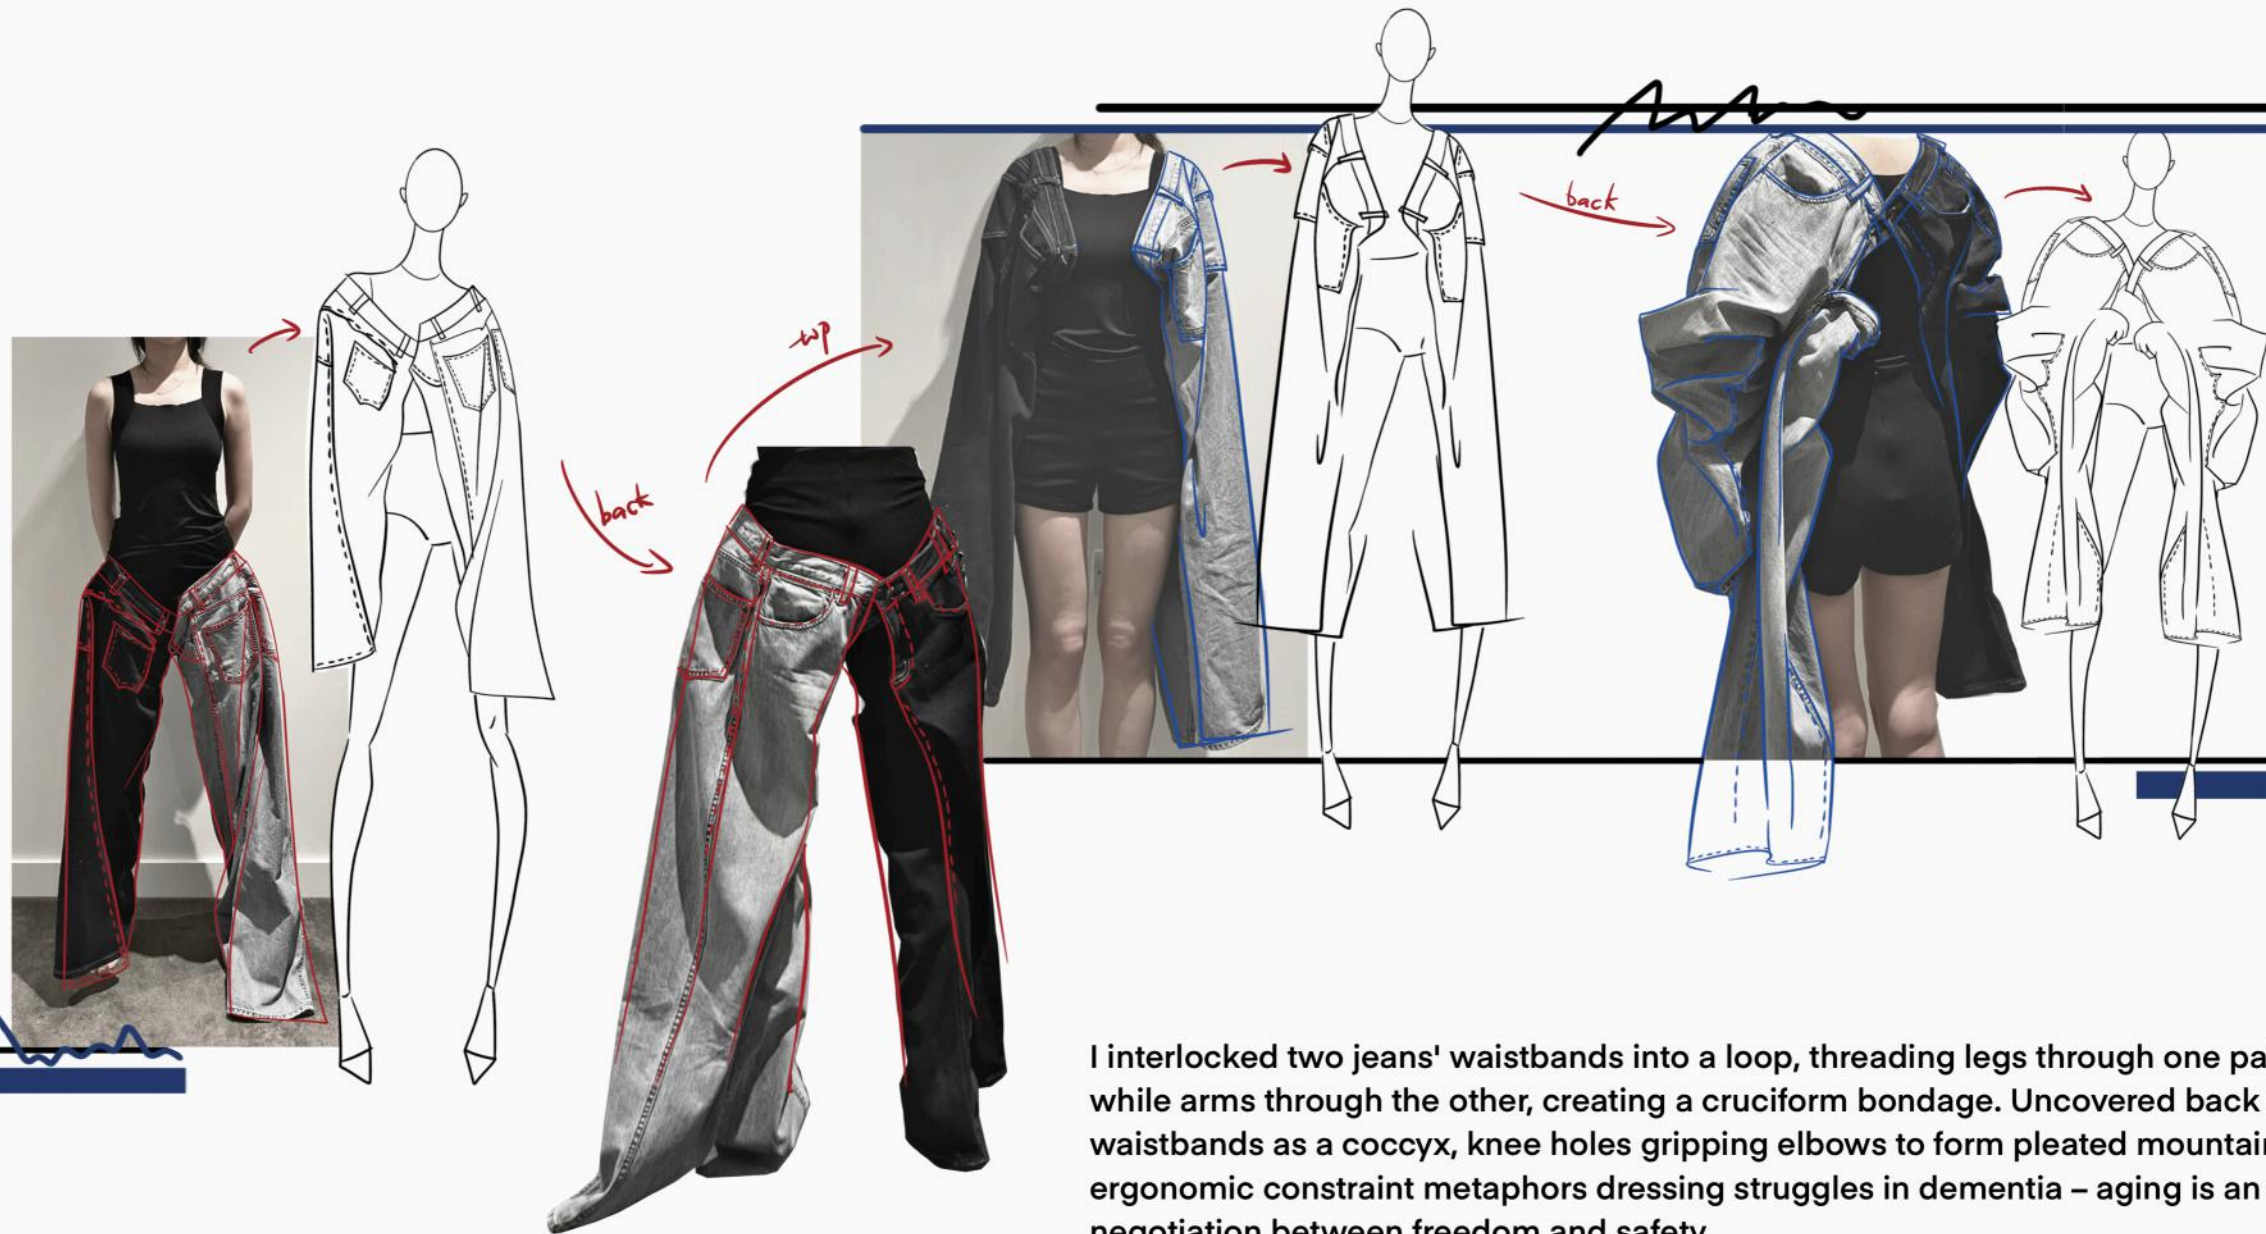 back
top
back
I interlocked two jeans' waistbands into a loop, threading legs through one pa
while arms through the other, creating a cruciform bondage. Uncovered back
waistbands as a coccyx, knee holes gripping elbows to form pleated mountain
ergonomic constraint metaphors dressing struggles in dementia – aging is an
negotiation between freedom and safety